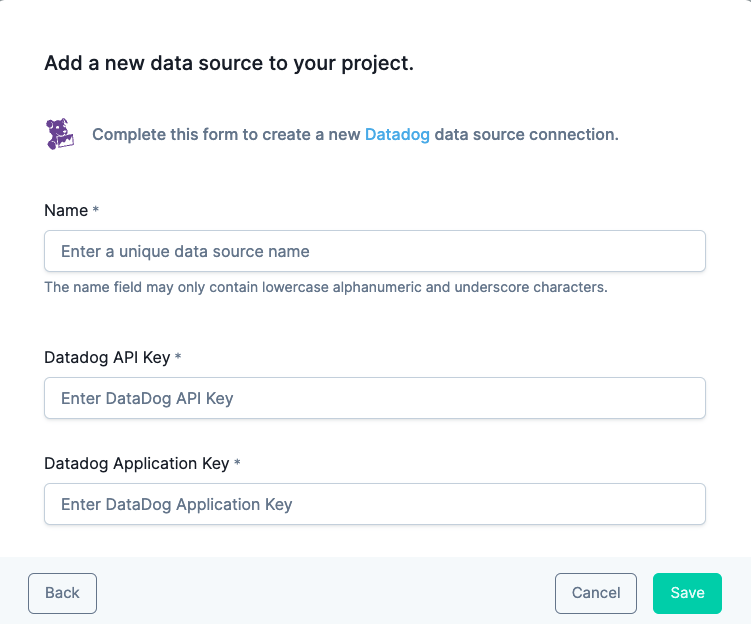 Add a new data source to your project.
Complete this form to create a new Datadog data source connection.
Name *
Enter a unique data source name
The name field may only contain lowercase alphanumeric and underscore characters.
Datadog API Key *
Enter DataDog API Key
Datadog Application Key *
Enter DataDog Application Key
Back
Cancel
Save